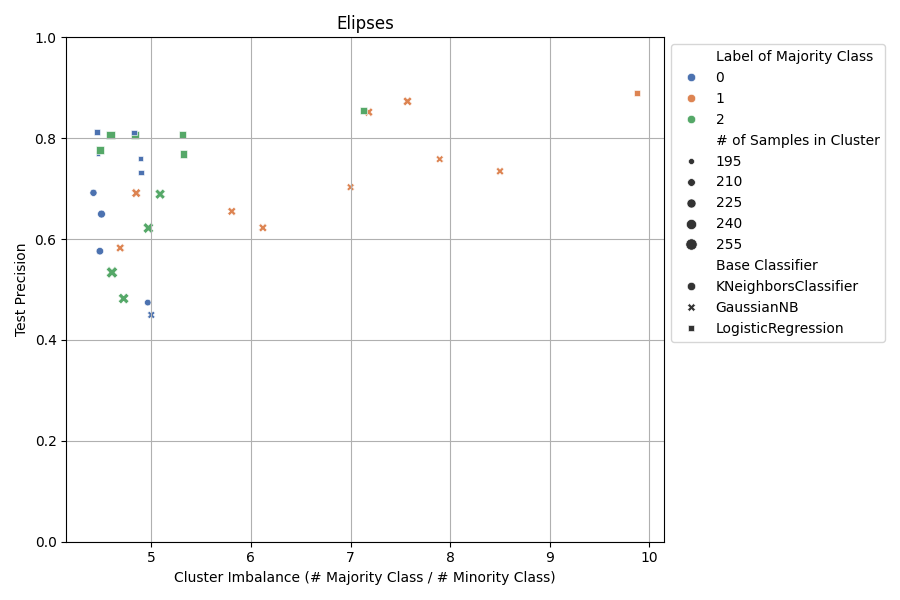 Elipses
1.0
0.8
0.6
0.4
0.2
0.0
Test Precision
5
6
7
8
9
10
Cluster Imbalance (# Majority Class / # Minority Class)
Label of Majority Class
0
1
2
# of Samples in Cluster
195
210
225
240
255
Base Classifier
KNeighborsClassifier
GaussianNB
LogisticRegression